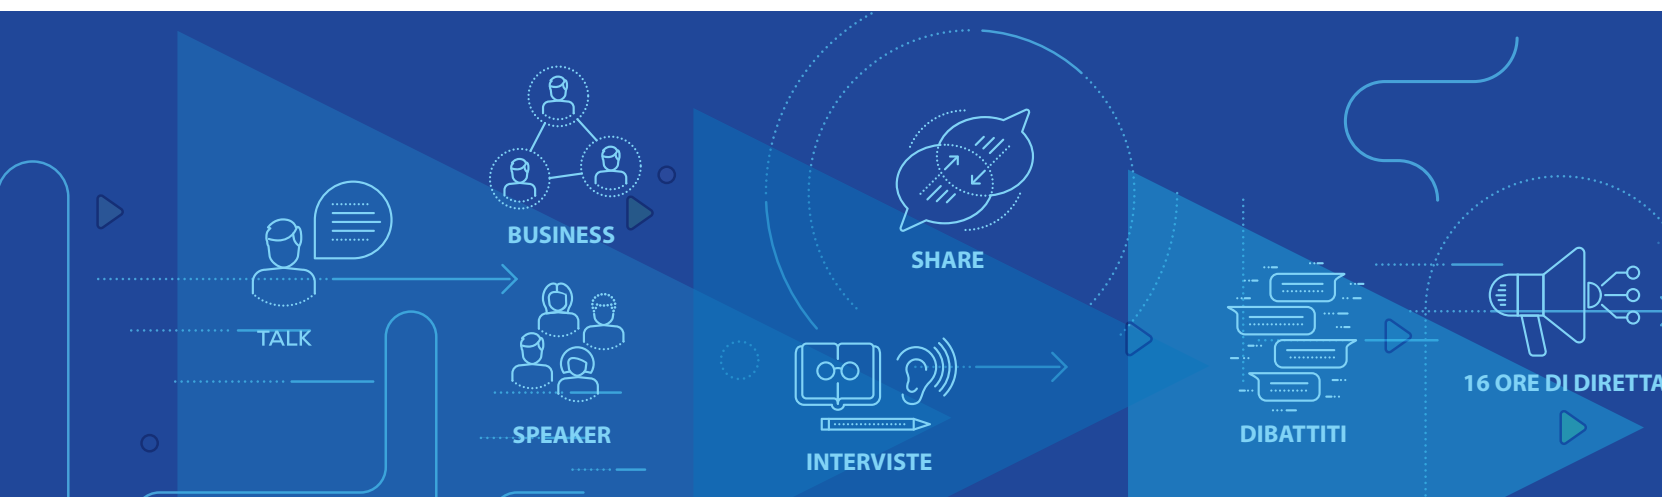 BUSINESS
SHARE
TALK
16 ORE DI DIRETTA
SPEAKER
DIBATTITI
INTERVISTE